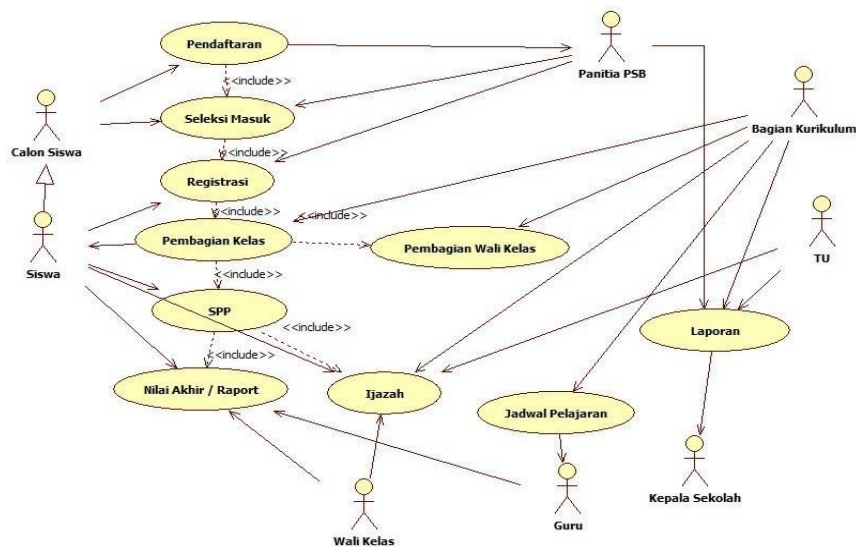 Pendaftaran
Panitia PSB
<<include>>
Seleksi Masuk
Calon Siswa
Bagian Kurikulum
<<include>>
Registrasi
<<include>>
<<include>>
Pembagian Kelas
Pembagian Wali Kelas
Siswa
TU
<<include>>
SPP
<<include>>
Laporan
<<include>>
Nilai Akhir / Raport
Ijazah
Jadwal Pelajaran
Kepala Sekolah
Guru
Wali Kelas